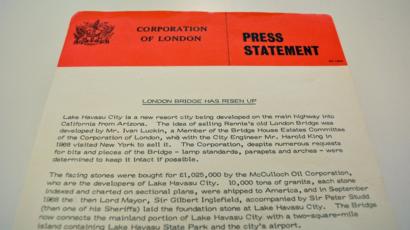 CORPORATION
OF LONDON
PRESS
STATEMENT
LONDON BRIDGE HAS RISEN UP
Lake Havasu City is a new resort city being developed on the main highway into
California from Arizona. The idea of selling Rennie's old London Bridge was
developed by Mr. Ivan Luckin, a Member of the Bridge House Estates Committee
of the Corporation of London, who with the City Engineer Mr. Harold King in
1968 visited New York to sell it. The Corporation, despite numerous requests
for bits and pieces of the Bridge - lamp standards, parapets and arches - were
determined to keep it intact if possible.
The facing stones were bought for £1,025,000 by the McCulloch Oil Corporation,
who are the developers of Lake Havasu City. 10,000 tons of granite, each stone
indexed and charted on sectional plans, were shipped to America, and in September
1968 the then Lord Mayor, Sir Gilbert Inglefield, accompanied by Sir Peter Studd
(then one of his Sheriffs) laid the foundation stone at Lake Havasu City. The Bridge
now connects the mainland portion of Lake Havasu City with a two-square-mile
island containing Lake Havasu State Park and the city's airport.